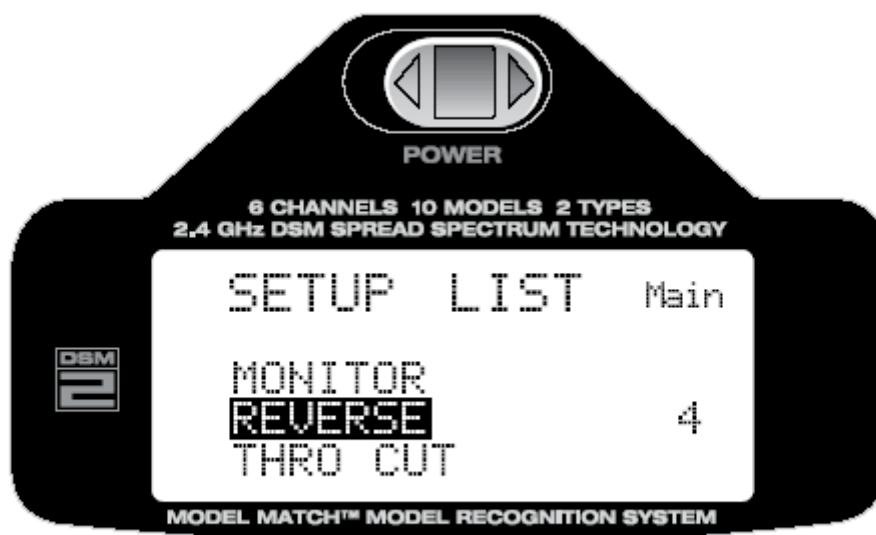 POWER
6 CHANNELS 10 MODELS 2 TYPES
2.4 GHz DSM SPREAD SPECTRUM TECHNOLOGY
SETUP LIST Main
MONITOR
REVERSE 4
THRO CUT
DSM
2
MODEL MATCH™ MODEL RECOGNITION SYSTEM